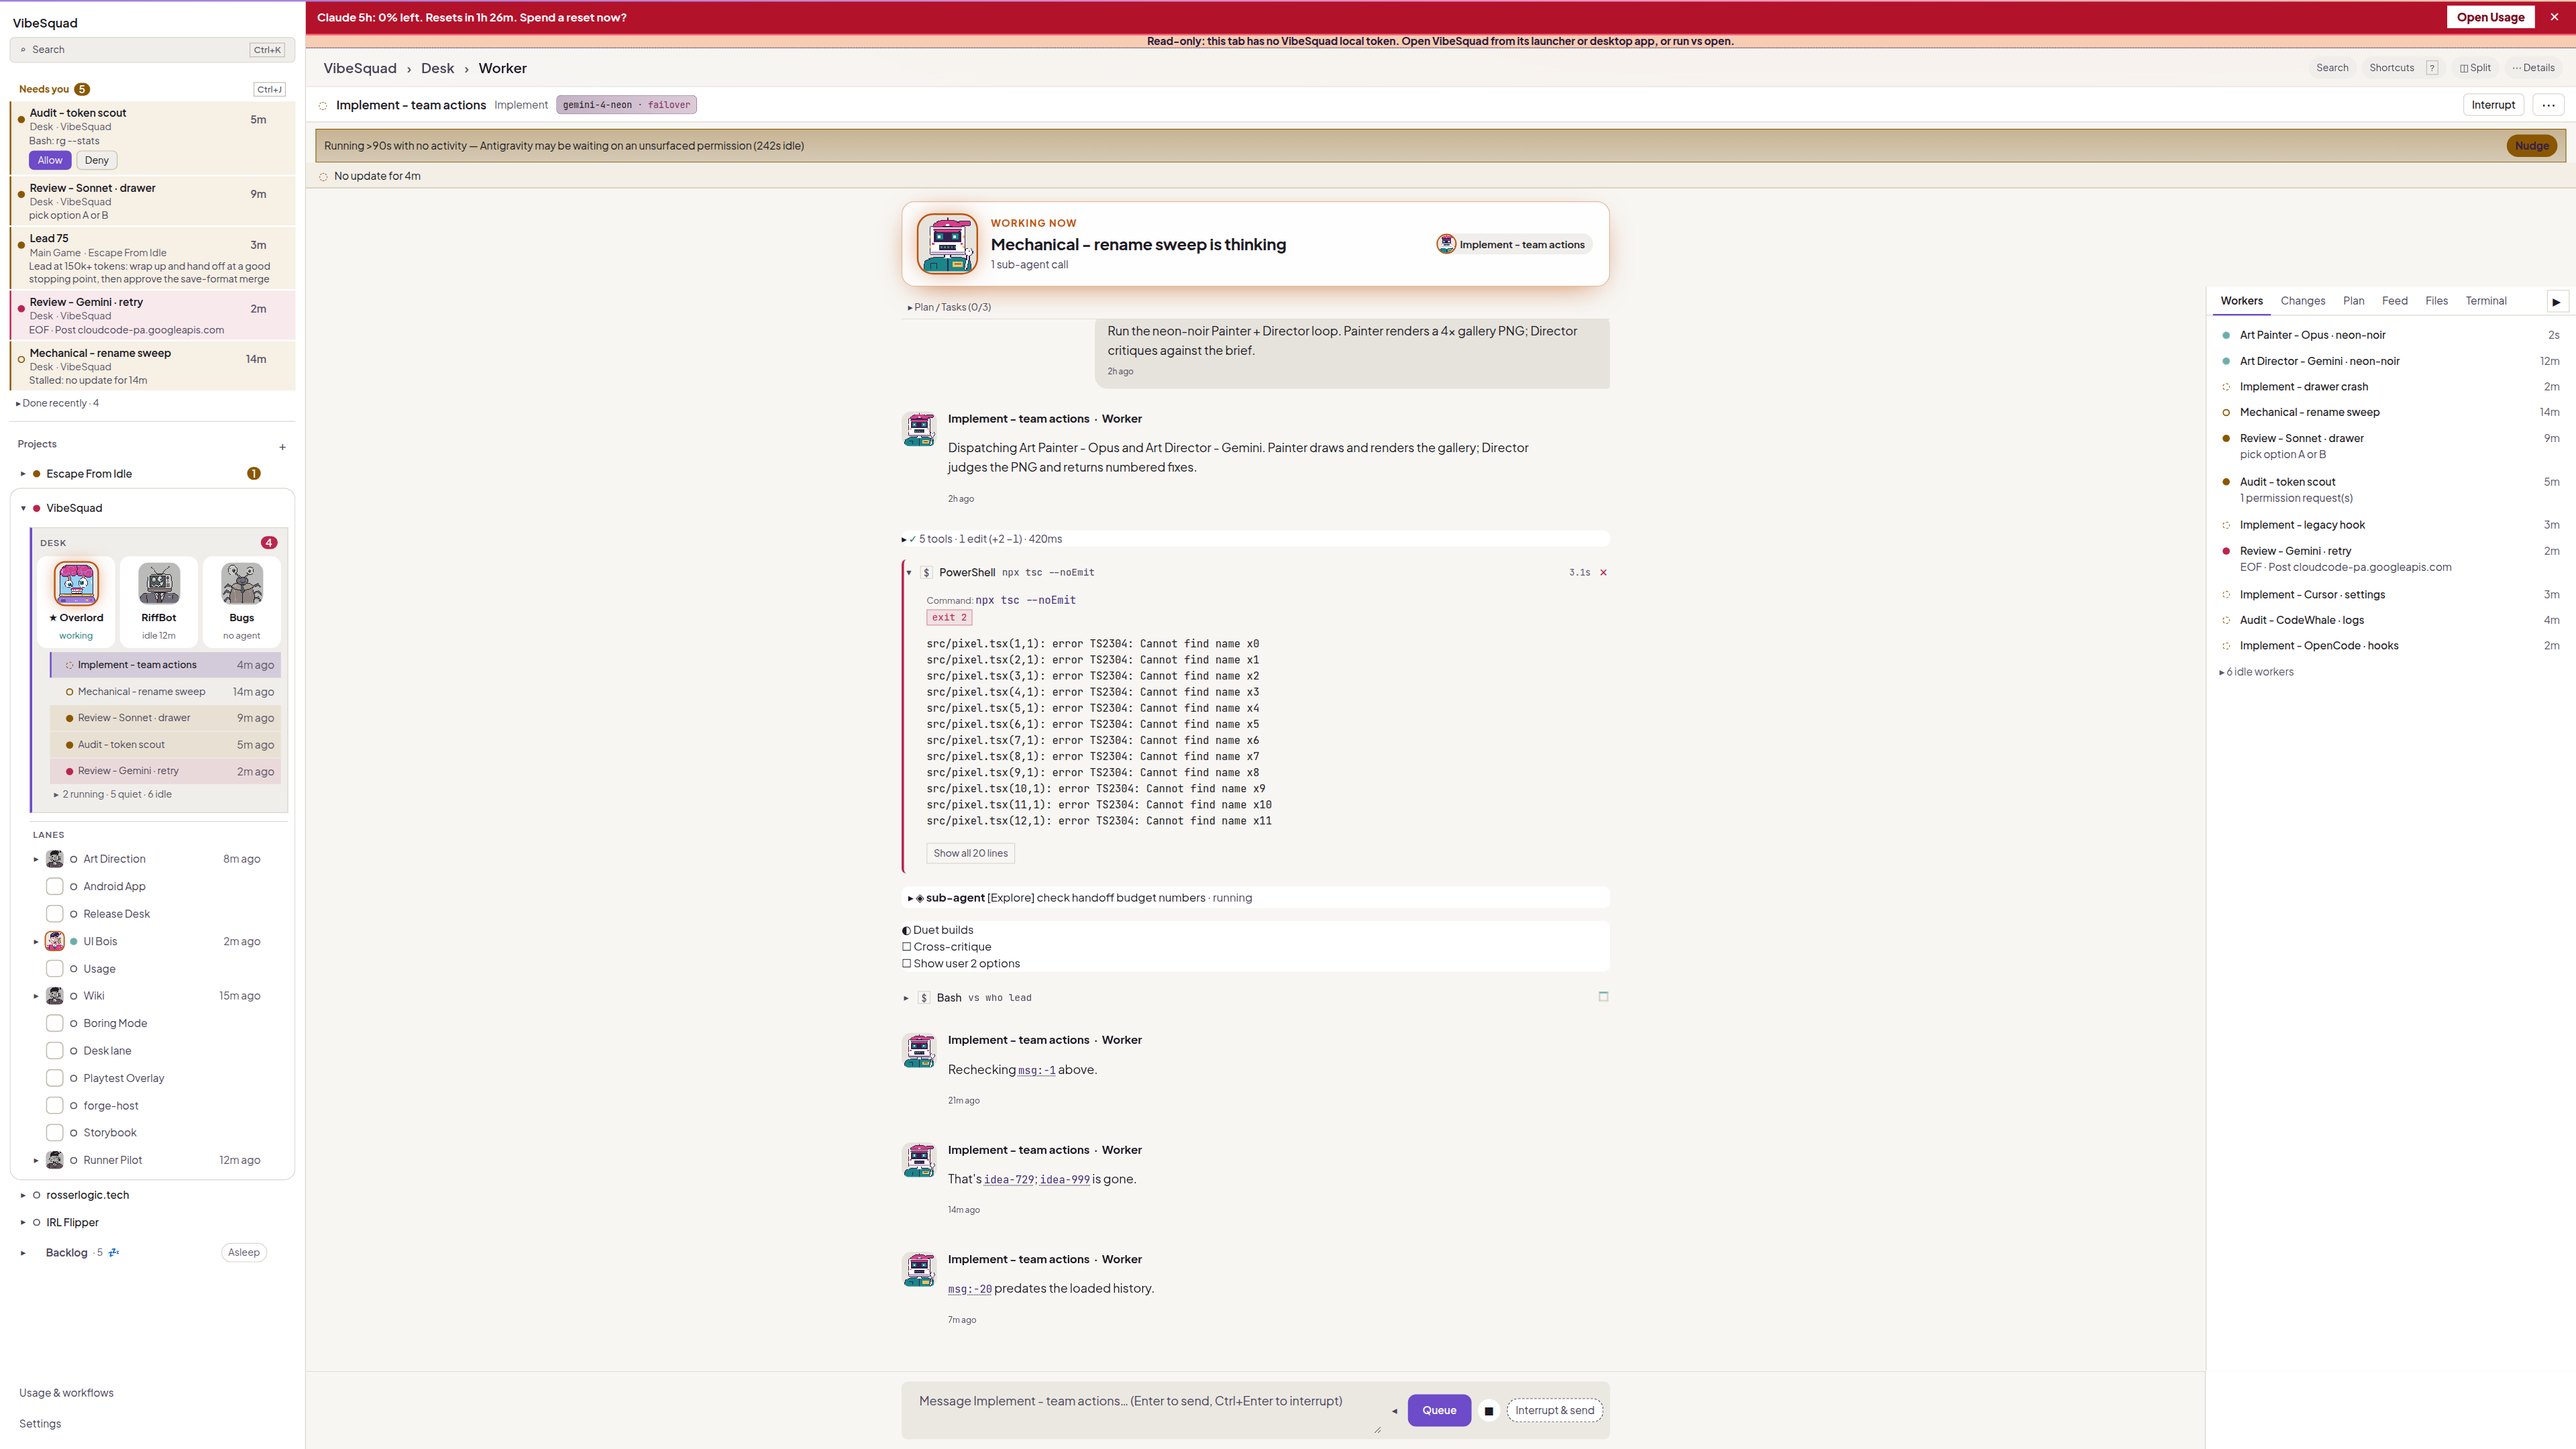 VibeSquad
Search Ctrl+K
Needs you 5 Ctrl+J
Audit – token scout 5m
Desk · VibeSquad
Bash: rg --stats
Allow Deny
Review – Sonnet · drawer 9m
Desk · VibeSquad
pick option A or B
Lead 75 3m
Main Game · Escape From Idle
Lead at 150k+ tokens: wrap up and hand off at a good
stopping point, then approve the save-format merge
Review – Gemini · retry 2m
Desk · VibeSquad
EOF · Post cloudcode-pa.googleapis.com
Mechanical – rename sweep 14m
Desk · VibeSquad
Stalled: no update for 14m
▸ Done recently · 4
Projects +
▸ Escape From Idle 1
▾ VibeSquad
DESK 4
★ Overlord RiffBot Bugs
working idle 12m no agent
Implement – team actions 4m ago
Mechanical – rename sweep 14m ago
Review – Sonnet · drawer 9m ago
Audit – token scout 5m ago
Review – Gemini · retry 2m ago
▸ 2 running · 5 quiet · 6 idle
LANES
▸ Art Direction 8m ago
Android App
Release Desk
▸ UI Bois 2m ago
Usage
▸ Wiki 15m ago
Boring Mode
Desk lane
Playtest Overlay
forge-host
Storybook
▸ Runner Pilot 12m ago
▸ rosserlogic.tech
▸ IRL Flipper
▸ Backlog · 5 💤 Asleep
Usage & workflows
Settings
Claude 5h: 0% left. Resets in 1h 26m. Spend a reset now? Open Usage ✕
Read-only: this tab has no VibeSquad local token. Open VibeSquad from its launcher or desktop app, or run vs open.
VibeSquad › Desk › Worker Search Shortcuts ? Split ⋯ Details
Implement – team actions Implement gemini-4-neon · failover Interrupt ⋯
Running >90s with no activity — Antigravity may be waiting on an unsurfaced permission (242s idle) Nudge
No update for 4m
WORKING NOW
Mechanical – rename sweep is thinking
1 sub-agent call
Implement – team actions
▸ Plan / Tasks (0/3)
Run the neon-noir Painter + Director loop. Painter renders a 4× gallery PNG; Director
critiques against the brief.
2h ago
Implement – team actions · Worker
Dispatching Art Painter – Opus and Art Director – Gemini. Painter draws and renders the gallery; Director
judges the PNG and returns numbered fixes.
2h ago
▸ ✓ 5 tools · 1 edit (+2 −1) · 420ms
▾ $ PowerShell npx tsc --noEmit 3.1s ✕
Command: npx tsc --noEmit
exit 2
src/pixel.tsx(1,1): error TS2304: Cannot find name x0
src/pixel.tsx(2,1): error TS2304: Cannot find name x1
src/pixel.tsx(3,1): error TS2304: Cannot find name x2
src/pixel.tsx(4,1): error TS2304: Cannot find name x3
src/pixel.tsx(5,1): error TS2304: Cannot find name x4
src/pixel.tsx(6,1): error TS2304: Cannot find name x5
src/pixel.tsx(7,1): error TS2304: Cannot find name x6
src/pixel.tsx(8,1): error TS2304: Cannot find name x7
src/pixel.tsx(9,1): error TS2304: Cannot find name x8
src/pixel.tsx(10,1): error TS2304: Cannot find name x9
src/pixel.tsx(11,1): error TS2304: Cannot find name x10
src/pixel.tsx(12,1): error TS2304: Cannot find name x11
Show all 20 lines
▸ ◈ sub-agent [Explore] check handoff budget numbers · running
◐ Duet builds
☐ Cross-critique
☐ Show user 2 options
▸ $ Bash vs who lead
Implement – team actions · Worker
Rechecking msg:-1 above.
21m ago
Implement – team actions · Worker
That's idea-729; idea-999 is gone.
14m ago
Implement – team actions · Worker
msg:-20 predates the loaded history.
7m ago
Message Implement – team actions… (Enter to send, Ctrl+Enter to interrupt) ◂ Queue ■ Interrupt & send
Workers Changes Plan Feed Files Terminal ▶
Art Painter – Opus · neon-noir 2s
Art Director – Gemini · neon-noir 12m
Implement – drawer crash 2m
Mechanical – rename sweep 14m
Review – Sonnet · drawer 9m
pick option A or B
Audit – token scout 5m
1 permission request(s)
Implement – legacy hook 3m
Review – Gemini · retry 2m
EOF · Post cloudcode-pa.googleapis.com
Implement – Cursor · settings 3m
Audit – CodeWhale · logs 4m
Implement – OpenCode · hooks 2m
▸ 6 idle workers